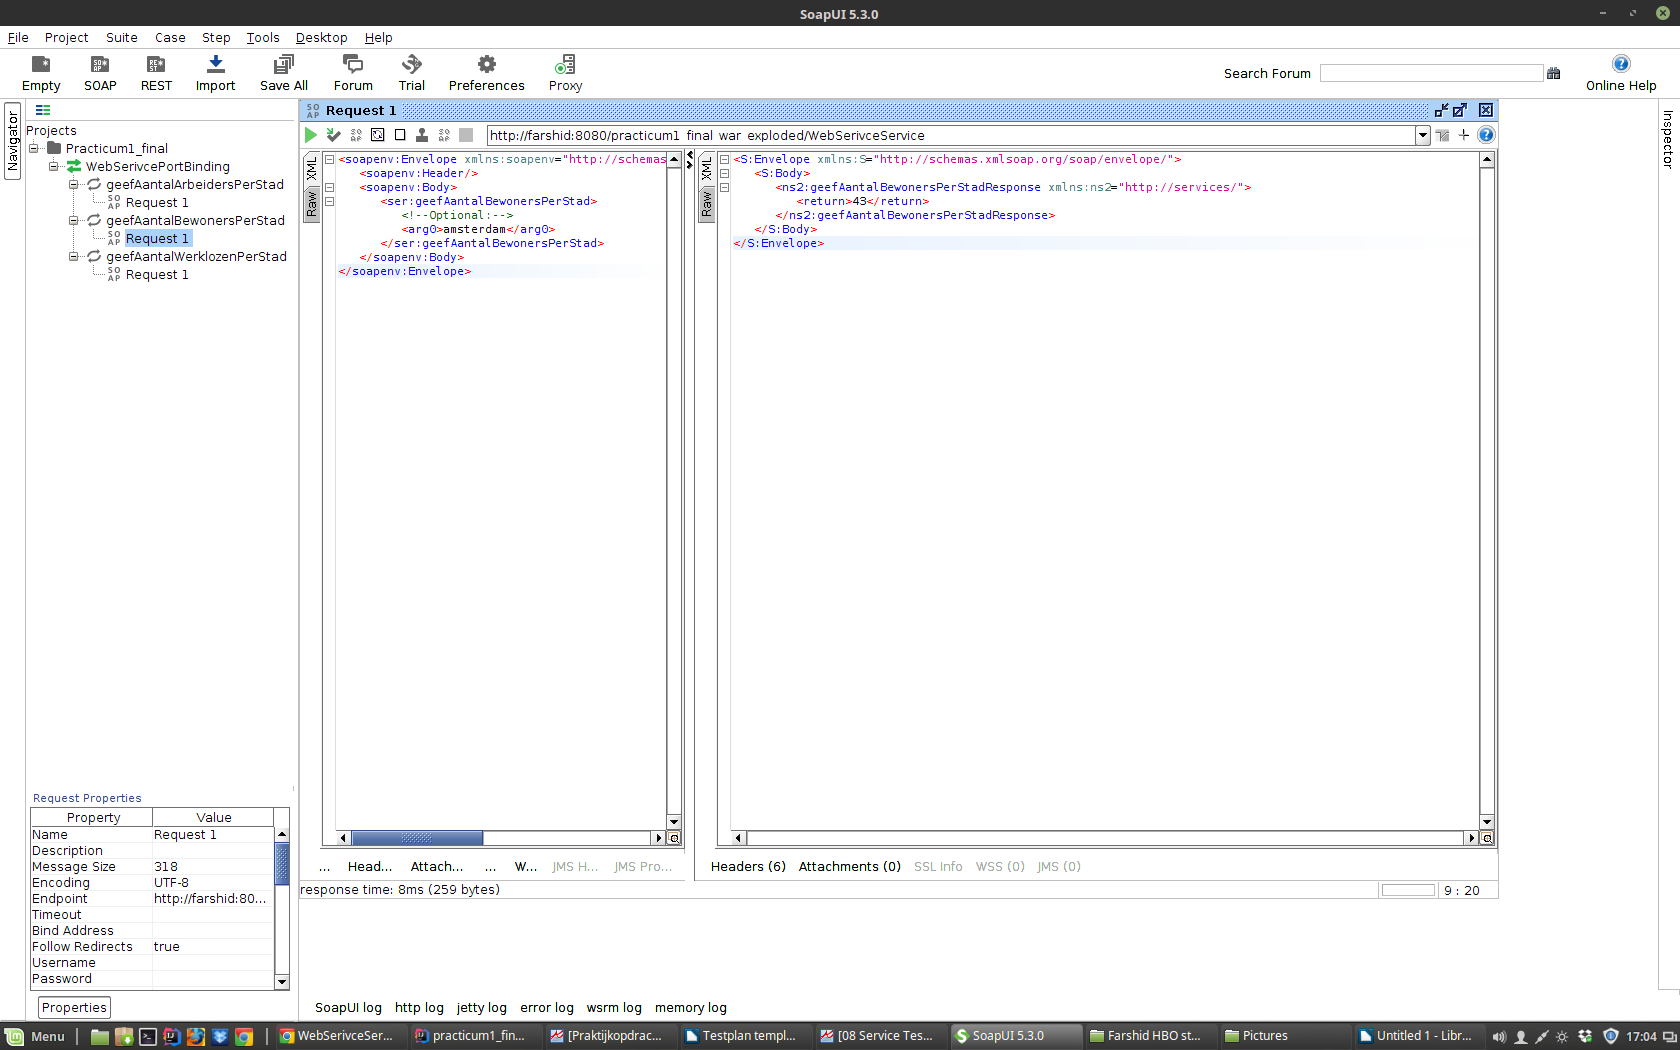 SoapUI 5.3.0
File Project Suite Case Step Tools Desktop Help
Empty SOAP REST Import Save All Forum Trial Preferences Proxy
Search Forum
Online Help
Navigator
Projects
Practicum1_final
WebSerivcePortBinding
geefAantalArbeidersPerStad
Request 1
geefAantalBewonersPerStad
Request 1
geefAantalWerklozenPerStad
Request 1
Request 1
http://farshid:8080/practicum1_final_war_exploded/WebSerivceService
XML
Raw
<soapenv:Envelope xmlns:soapenv="http://schemas
<soapenv:Header/>
<soapenv:Body>
<ser:geefAantalBewonersPerStad>
<!--Optional:-->
<arg0>amsterdam</arg0>
</ser:geefAantalBewonersPerStad>
</soapenv:Body>
</soapenv:Envelope>
XML
Raw
<S:Envelope xmlns:S="http://schemas.xmlsoap.org/soap/envelope/">
<S:Body>
<ns2:geefAantalBewonersPerStadResponse xmlns:ns2="http://services/">
<return>43</return>
</ns2:geefAantalBewonersPerStadResponse>
</S:Body>
</S:Envelope>
Inspector
Request Properties
Property Value
Name Request 1
Description
Message Size 318
Encoding UTF-8
Endpoint http://farshid:80...
Timeout
Bind Address
Follow Redirects true
Username
Password
Properties
... Head... Attach... ... W... JMS H... JMS Pro...
Headers (6) Attachments (0) SSL Info WSS (0) JMS (0)
response time: 8ms (259 bytes)
9 : 20
SoapUI log http log jetty log error log wsrm log memory log
Menu WebSerivceSer... practicum1_fin... [Praktijkopdrac... Testplan templ... [08 Service Tes... SoapUI 5.3.0 Farshid HBO st... Pictures Untitled 1 - Libr... 17:04